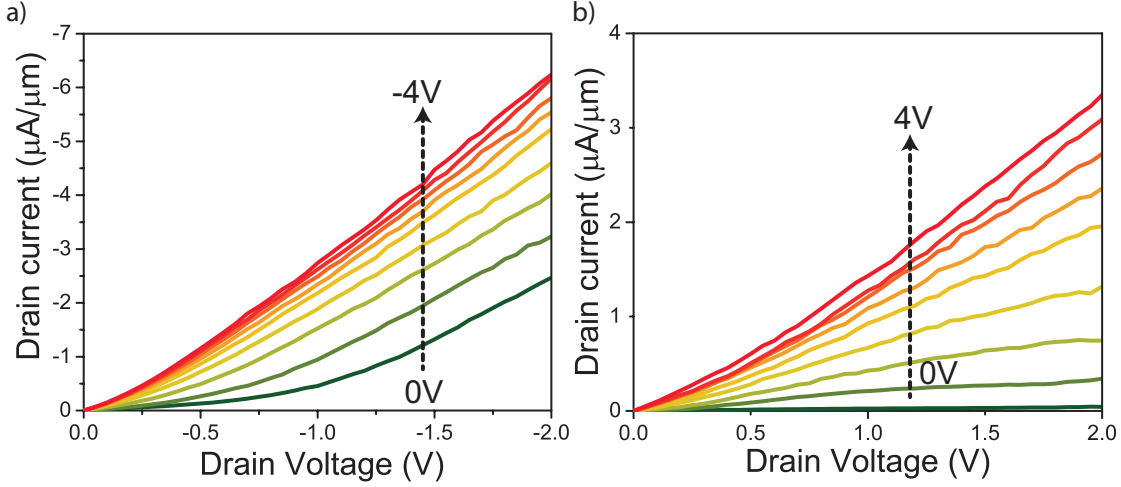 a)
Drain current (μA/μm)
-7
-6
-5
-4
-3
-2
-1
0
-4V
0V
0.0
-0.5
-1.0
-1.5
-2.0
Drain Voltage (V)
b)
Drain current (μA/μm)
4
2
1
0
4V
0V
0.0
0.5
1.0
1.5
2.0
Drain Voltage (V)